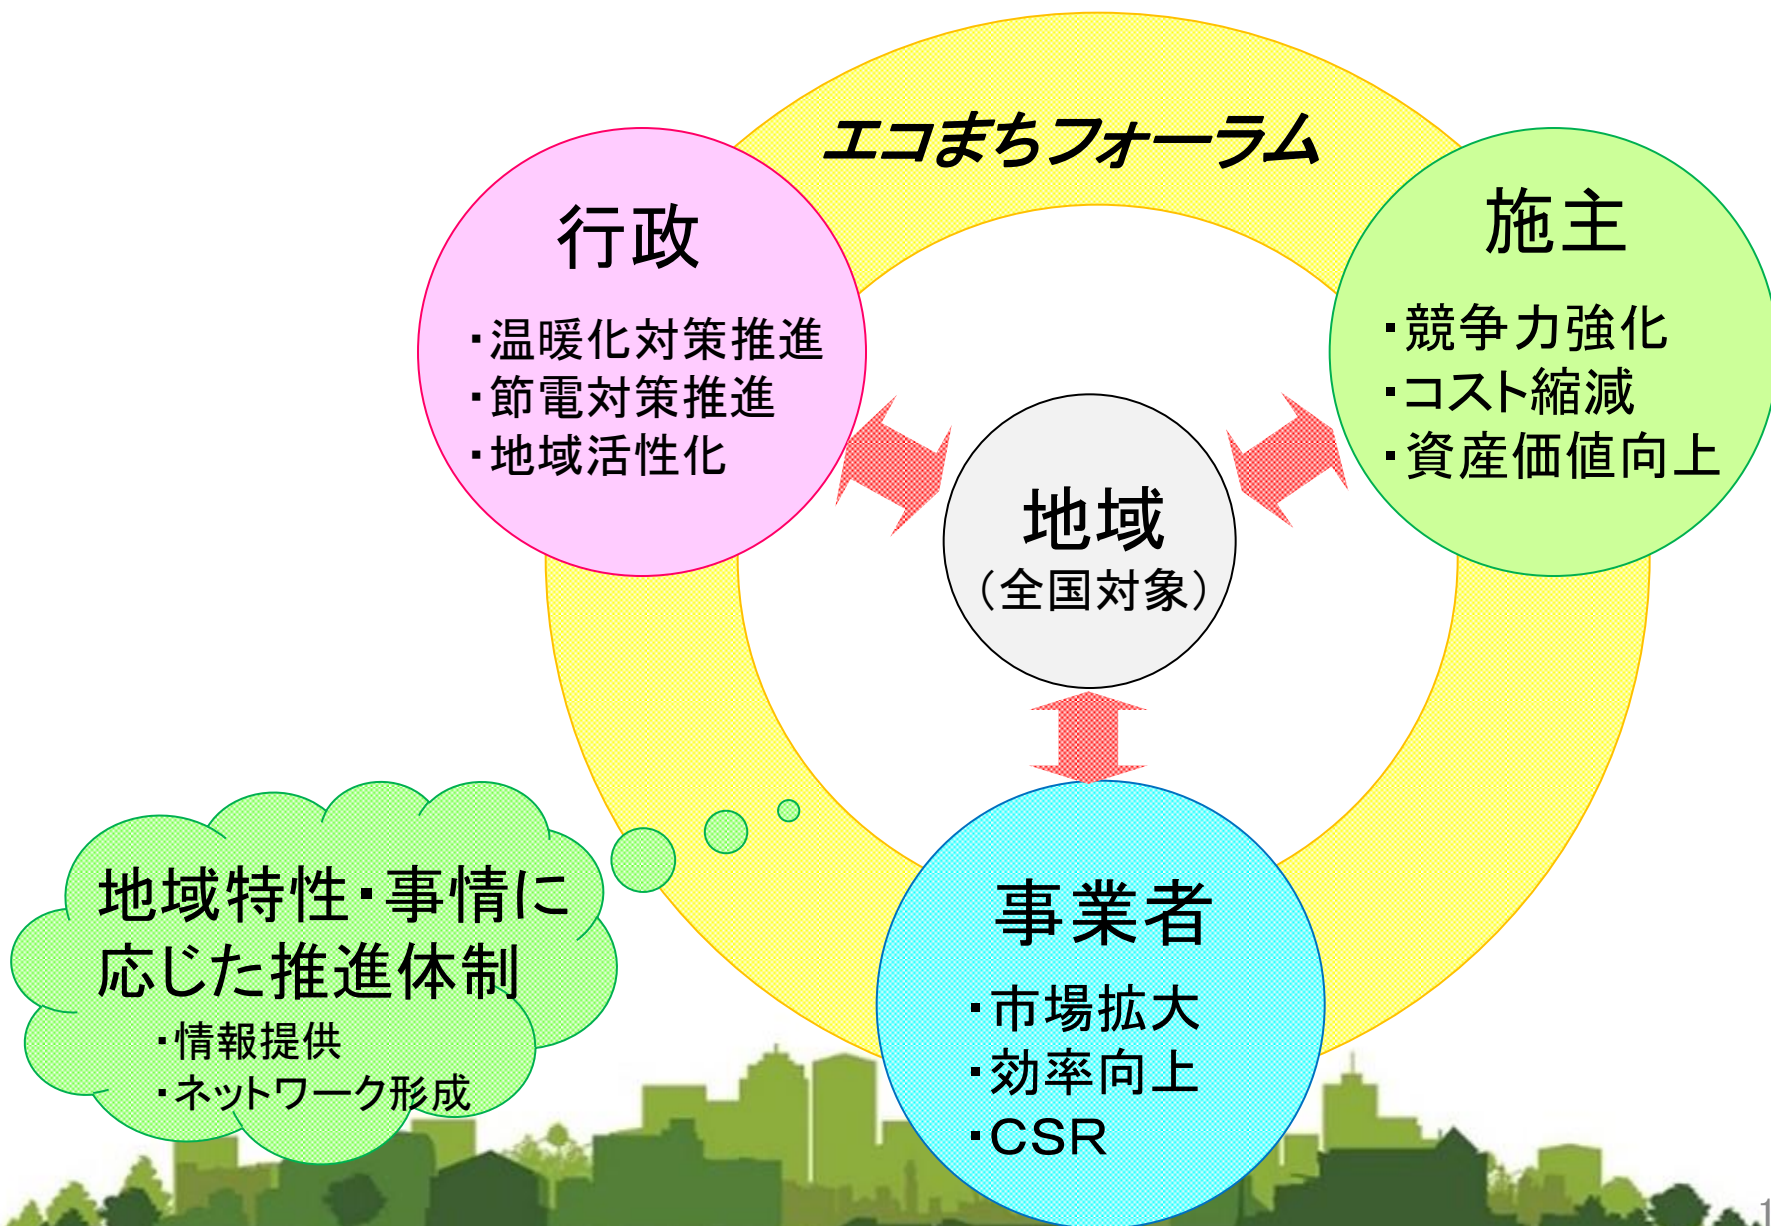 エコまちフォーラム
行政
・温暖化対策推進
・節電対策推進
・地域活性化
施主
・競争力強化
・コスト縮減
・資産価値向上
地域
（全国対象）
事業者
・市場拡大
・効率向上
・CSR
地域特性・事情に
応じた推進体制
・情報提供
・ネットワーク形成
1